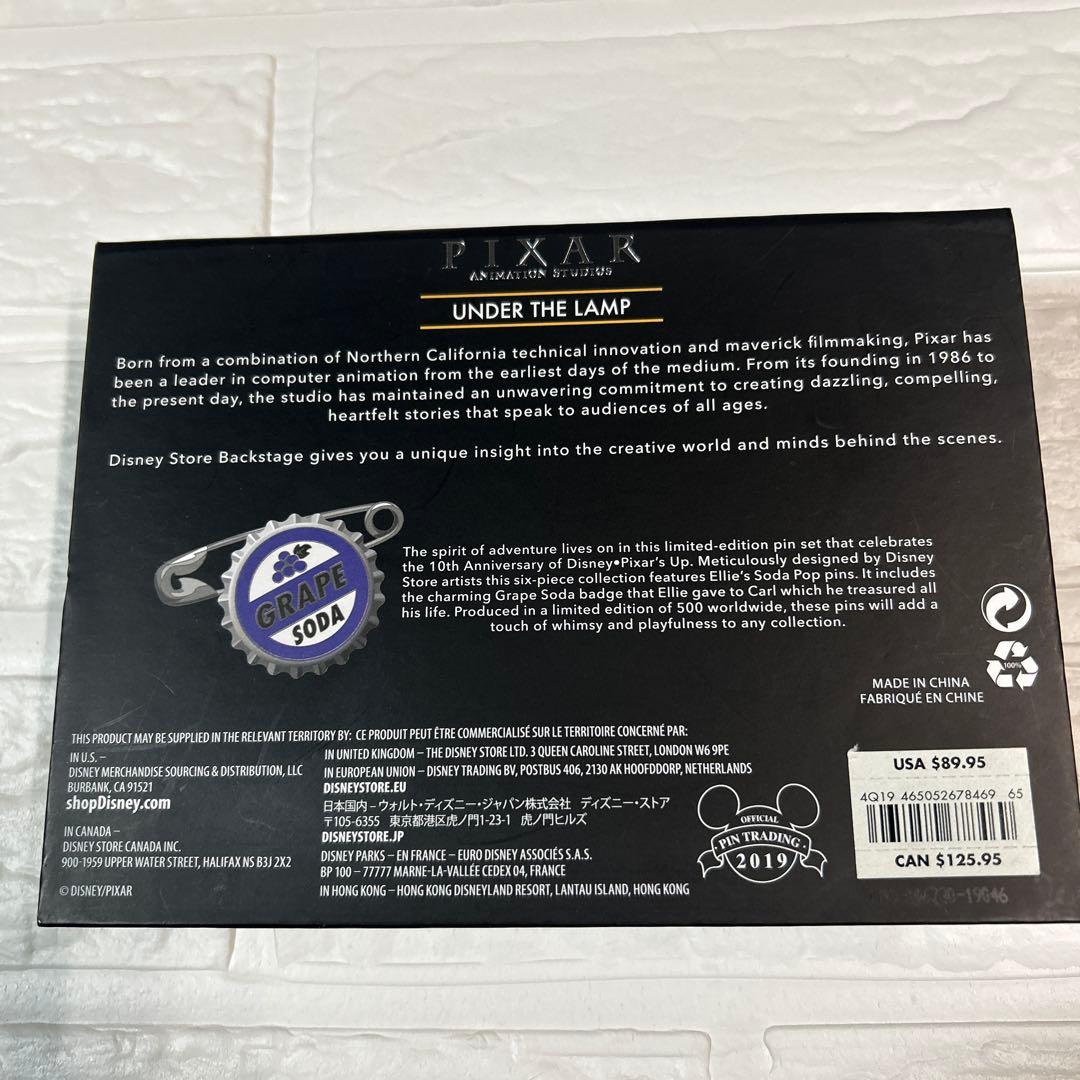 PIXAR
ANIMATION STUDIOS
UNDER THE LAMP
Born from a combination of Northern California technical innovation and maverick filmmaking, Pixar has
been a leader in computer animation from the earliest days of the medium. From its founding in 1986 to
the present day, the studio has maintained an unwavering commitment to creating dazzling, compelling,
heartfelt stories that speak to audiences of all ages.
Disney Store Backstage gives you a unique insight into the creative world and minds behind the scenes.
GRAPE
SODA
The spirit of adventure lives on in this limited-edition pin set that celebrates
the 10th Anniversary of Disney•Pixar's Up. Meticulously designed by Disney
Store artists this six-piece collection features Ellie's Soda Pop pins. It includes
the charming Grape Soda badge that Ellie gave to Carl which he treasured all
his life. Produced in a limited edition of 500 worldwide, these pins will add a
touch of whimsy and playfulness to any collection.
100%
MADE IN CHINA
FABRIQUÉ EN CHINE
THIS PRODUCT MAY BE SUPPLIED IN THE RELEVANT TERRITORY BY: CE PRODUIT PEUT ÊTRE COMMERCIALISÉ SUR LE TERRITOIRE CONCERNÉ PAR:
IN U.S. –
DISNEY MERCHANDISE SOURCING & DISTRIBUTION, LLC
BURBANK, CA 91521
shopDisney.com
IN CANADA –
DISNEY STORE CANADA INC.
900-1959 UPPER WATER STREET, HALIFAX NS B3J 2X2
© DISNEY/PIXAR
IN UNITED KINGDOM – THE DISNEY STORE LTD. 3 QUEEN CAROLINE STREET, LONDON W6 9PE
IN EUROPEAN UNION – DISNEY TRADING BV, POSTBUS 406, 2130 AK HOOFDDORP, NETHERLANDS
DISNEYSTORE.EU
日本国内 – ウォルト・ディズニー・ジャパン株式会社 ディズニー・ストア
〒105-6355 東京都港区虎ノ門1-23-1 虎ノ門ヒルズ
DISNEYSTORE.JP
DISNEY PARKS – EN FRANCE – EURO DISNEY ASSOCIÉS S.A.S.
BP 100 – 77777 MARNE-LA-VALLÉE CEDEX 04, FRANCE
IN HONG KONG – HONG KONG DISNEYLAND RESORT, LANTAU ISLAND, HONG KONG
OFFICIAL
PIN TRADING
2019
USA $89.95
4Q19 465052678469 65
CAN $125.95